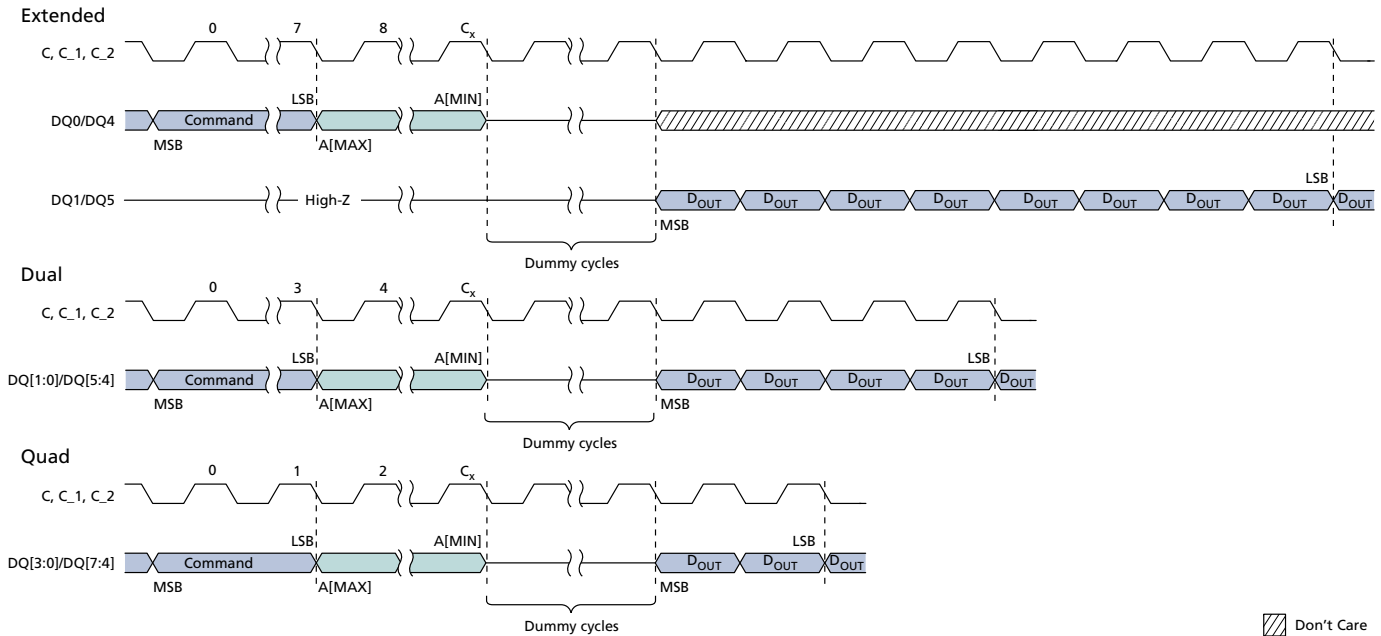 Extended
0 7 8 Cx
C, C_1, C_2
LSB A[MIN]
DQ0/DQ4 Command
MSB A[MAX]
LSB
DQ1/DQ5 High-Z DOUT DOUT DOUT DOUT DOUT DOUT DOUT DOUT DOUT
MSB
Dummy cycles
Dual
0 3 4 Cx
C, C_1, C_2
LSB A[MIN] LSB
DQ[1:0]/DQ[5:4] Command DOUT DOUT DOUT DOUT DOUT
MSB A[MAX] MSB
Dummy cycles
Quad
0 1 2 Cx
C, C_1, C_2
LSB A[MIN] LSB
DQ[3:0]/DQ[7:4] Command DOUT DOUT DOUT
MSB A[MAX] MSB
Dummy cycles
Don't Care